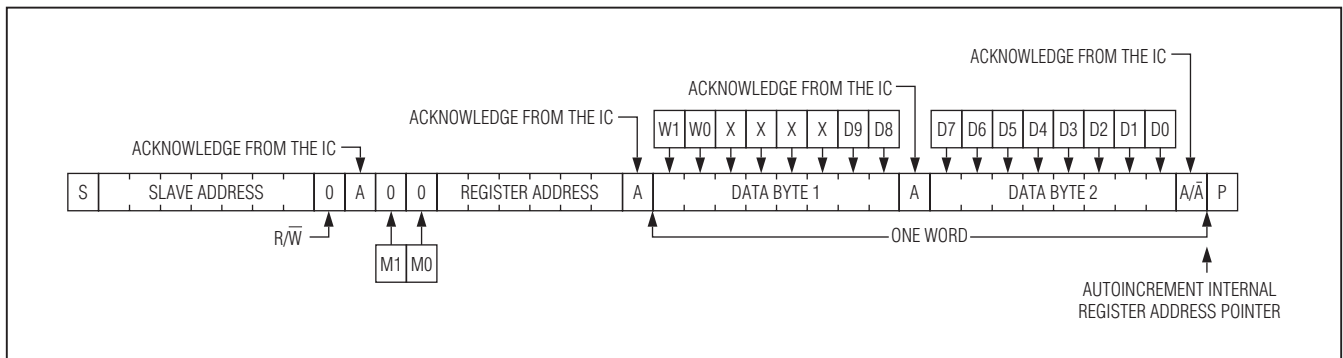 ACKNOWLEDGE FROM THE IC
ACKNOWLEDGE FROM THE IC
ACKNOWLEDGE FROM THE IC
W1 W0 X X X X D9 D8
D7 D6 D5 D4 D3 D2 D1 D0
ACKNOWLEDGE FROM THE IC
S SLAVE ADDRESS 0 A 0 0 REGISTER ADDRESS A DATA BYTE 1 A DATA BYTE 2 A/A̅ P
R/W̅
ONE WORD
M1 M0
AUTOINCREMENT INTERNAL
REGISTER ADDRESS POINTER